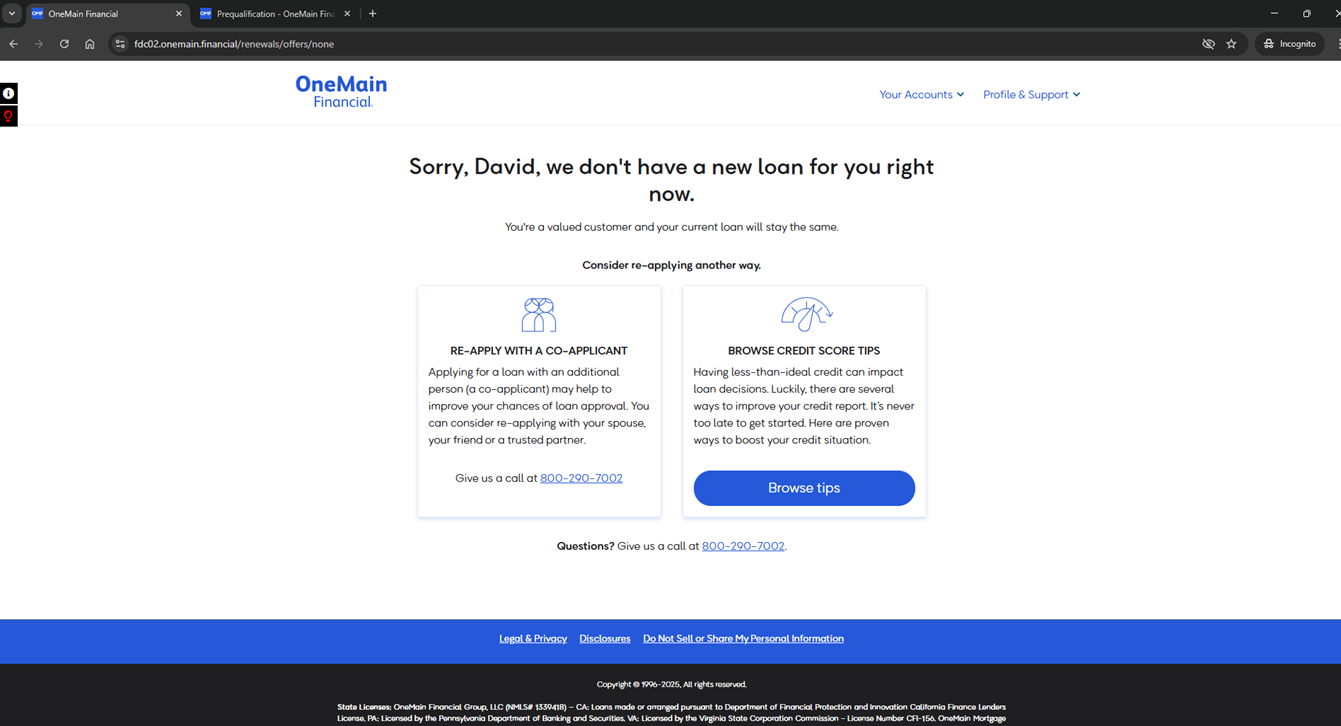 OneMain Financial
OMF Prequalification - OneMain Fina
fdc02.onemain.financial/renewals/offers/none
Incognito
OneMain
Financial.
Your Accounts
Profile & Support
Sorry, David, we don't have a new loan for you right
now.
You're a valued customer and your current loan will stay the same.
Consider re-applying another way.
RE-APPLY WITH A CO-APPLICANT
Applying for a loan with an additional
person (a co-applicant) may help to
improve your chances of loan approval. You
can consider re-applying with your spouse,
your friend or a trusted partner.
Give us a call at 800-290-7002
BROWSE CREDIT SCORE TIPS
Having less-than-ideal credit can impact
loan decisions. Luckily, there are several
ways to improve your credit report. It's never
too late to get started. Here are proven
ways to boost your credit situation.
Browse tips
Questions? Give us a call at 800-290-7002.
Legal & Privacy Disclosures Do Not Sell or Share My Personal Information
Copyright © 1996-2025, All rights reserved.
State Licenses: OneMain Financial Group, LLC (NMLS# 1339418) – CA: Loans made or arranged pursuant to Department of Financial Protection and Innovation California Finance Lenders
License, PA: Licensed by the Pennsylvania Department of Banking and Securities, VA: Licensed by the Virginia State Corporation Commission - License Number CFI-156. OneMain Mortgage